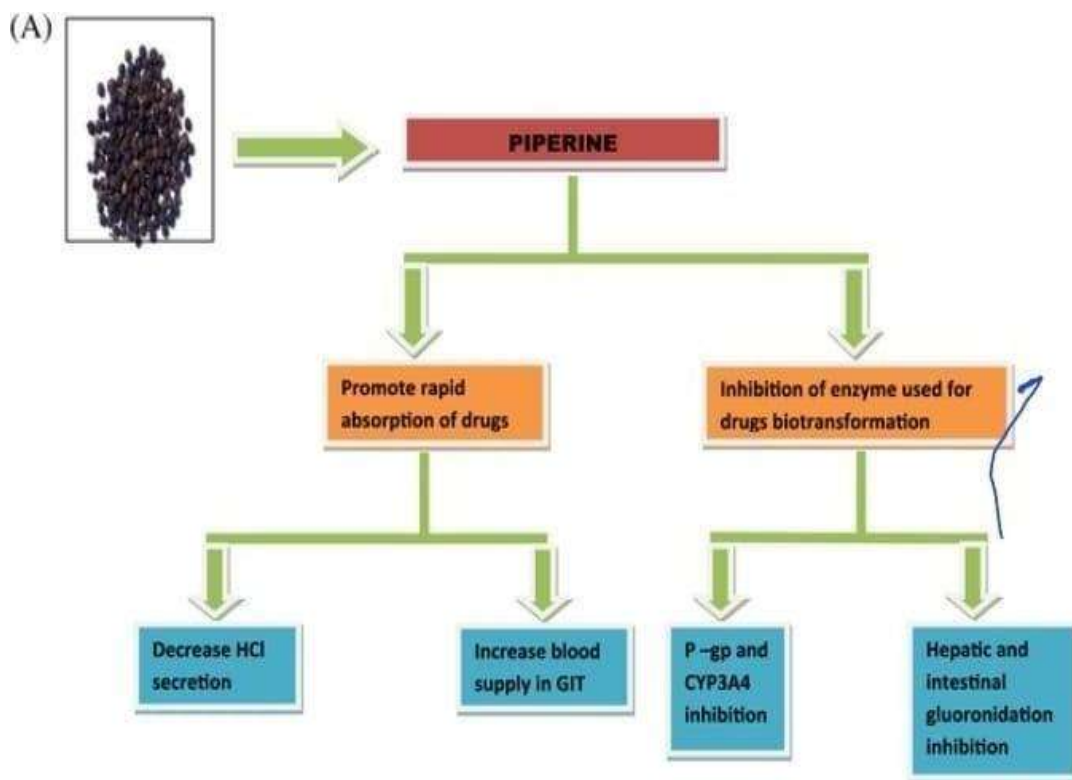 (A)
PIPERINE
Promote rapid
absorption of drugs
Inhibition of enzyme used for
drugs biotransformation
Decrease HCl
secretion
Increase blood
supply in GIT
P –gp and
CYP3A4
inhibition
Hepatic and
intestinal
gluoronidation
inhibition